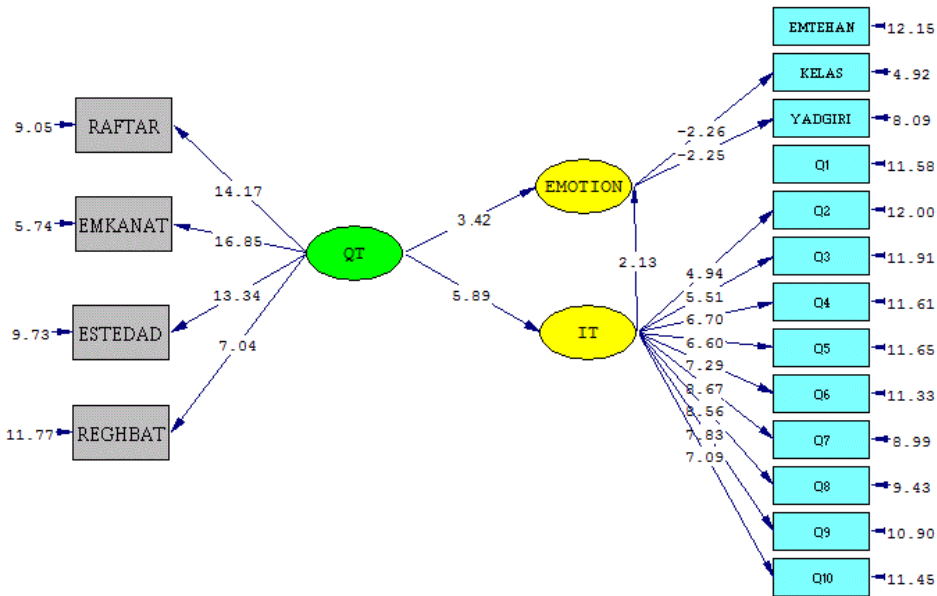 EMTEHAN 12.15
KELAS 4.92
9.05 RAFTAR
YADGIRI 8.09
-2.26
-2.25
Q1 11.58
14.17
EMOTION
Q2 12.00
5.74 EMKANAT
3.42
16.85
QT
Q3 11.91
2.13
4.94
5.51
13.34
5.89
Q4 11.61
6.70
9.73 ESTEDAD
IT
6.60
Q5 11.65
7.04
7.29
8.67
Q6 11.33
8.56
7.83
11.77 REGHBAT
Q7 8.99
7.09
Q8 9.43
Q9 10.90
Q10 11.45